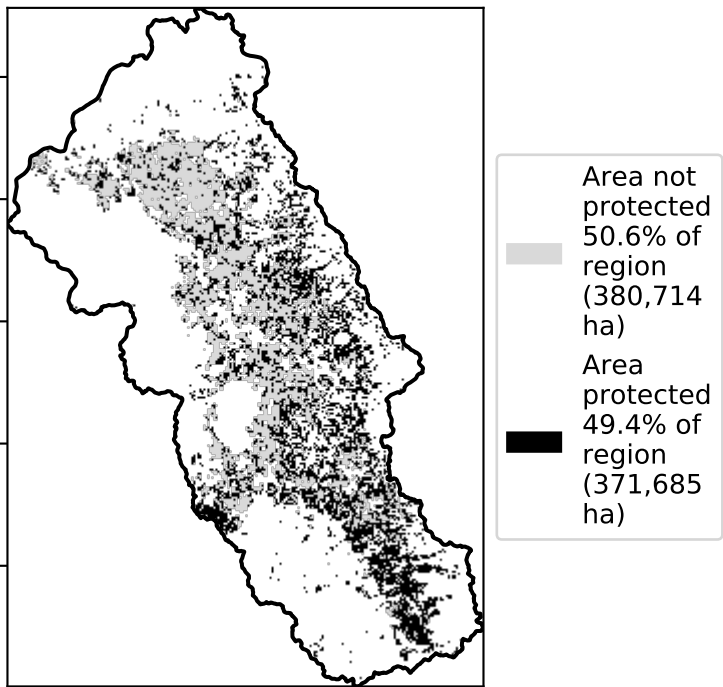 Area not
protected
50.6% of
region
(380,714
ha)
Area
protected
49.4% of
region
(371,685
ha)